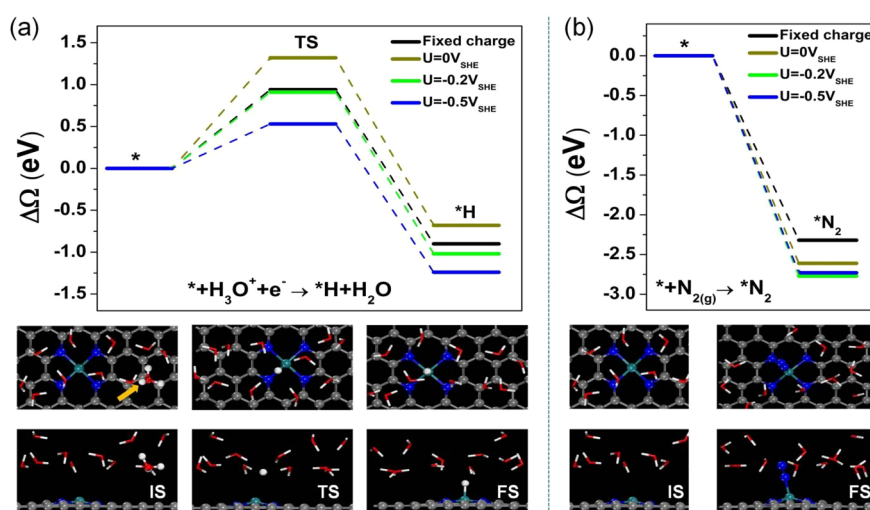 (a)
ΔΩ (eV)
1.5
1.0
0.5
0.0
-0.5
-1.0
-1.5
*
TS
*H
Fixed charge
U=0V_SHE
U=-0.2V_SHE
U=-0.5V_SHE
*+H₃O⁺+e⁻→ *H+H₂O
IS
TS
FS
(b)
ΔΩ (eV)
0.0
-0.5
-1.0
-1.5
-2.0
-2.5
-3.0
*
*N₂
Fixed charge
U=0V_SHE
U=-0.2V_SHE
U=-0.5V_SHE
*+N₂₍g₎→ *N₂
IS
FS